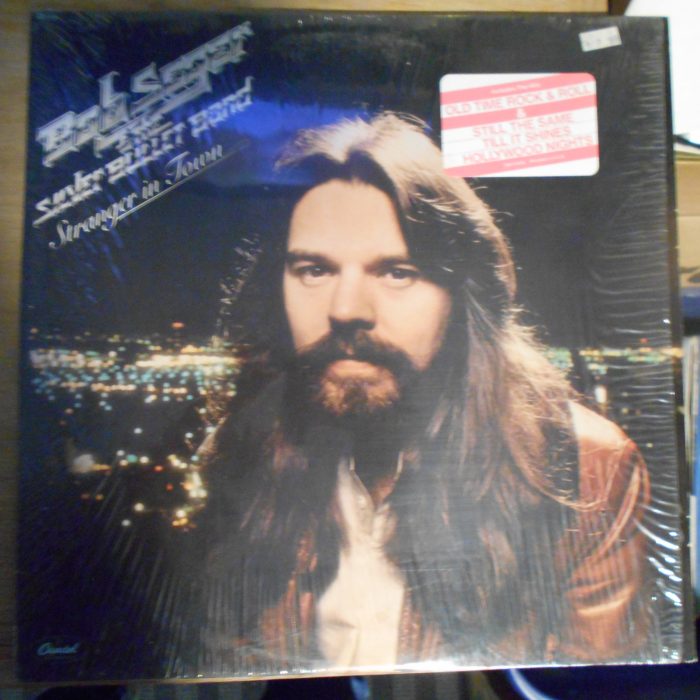 Bob Seger
& The
Silver Bullet Band
Stranger in Town
OLD TIME ROCK & ROLL
&
STILL THE SAME
TILL IT SHINES
HOLLYWOOD NIGHTS
Capitol